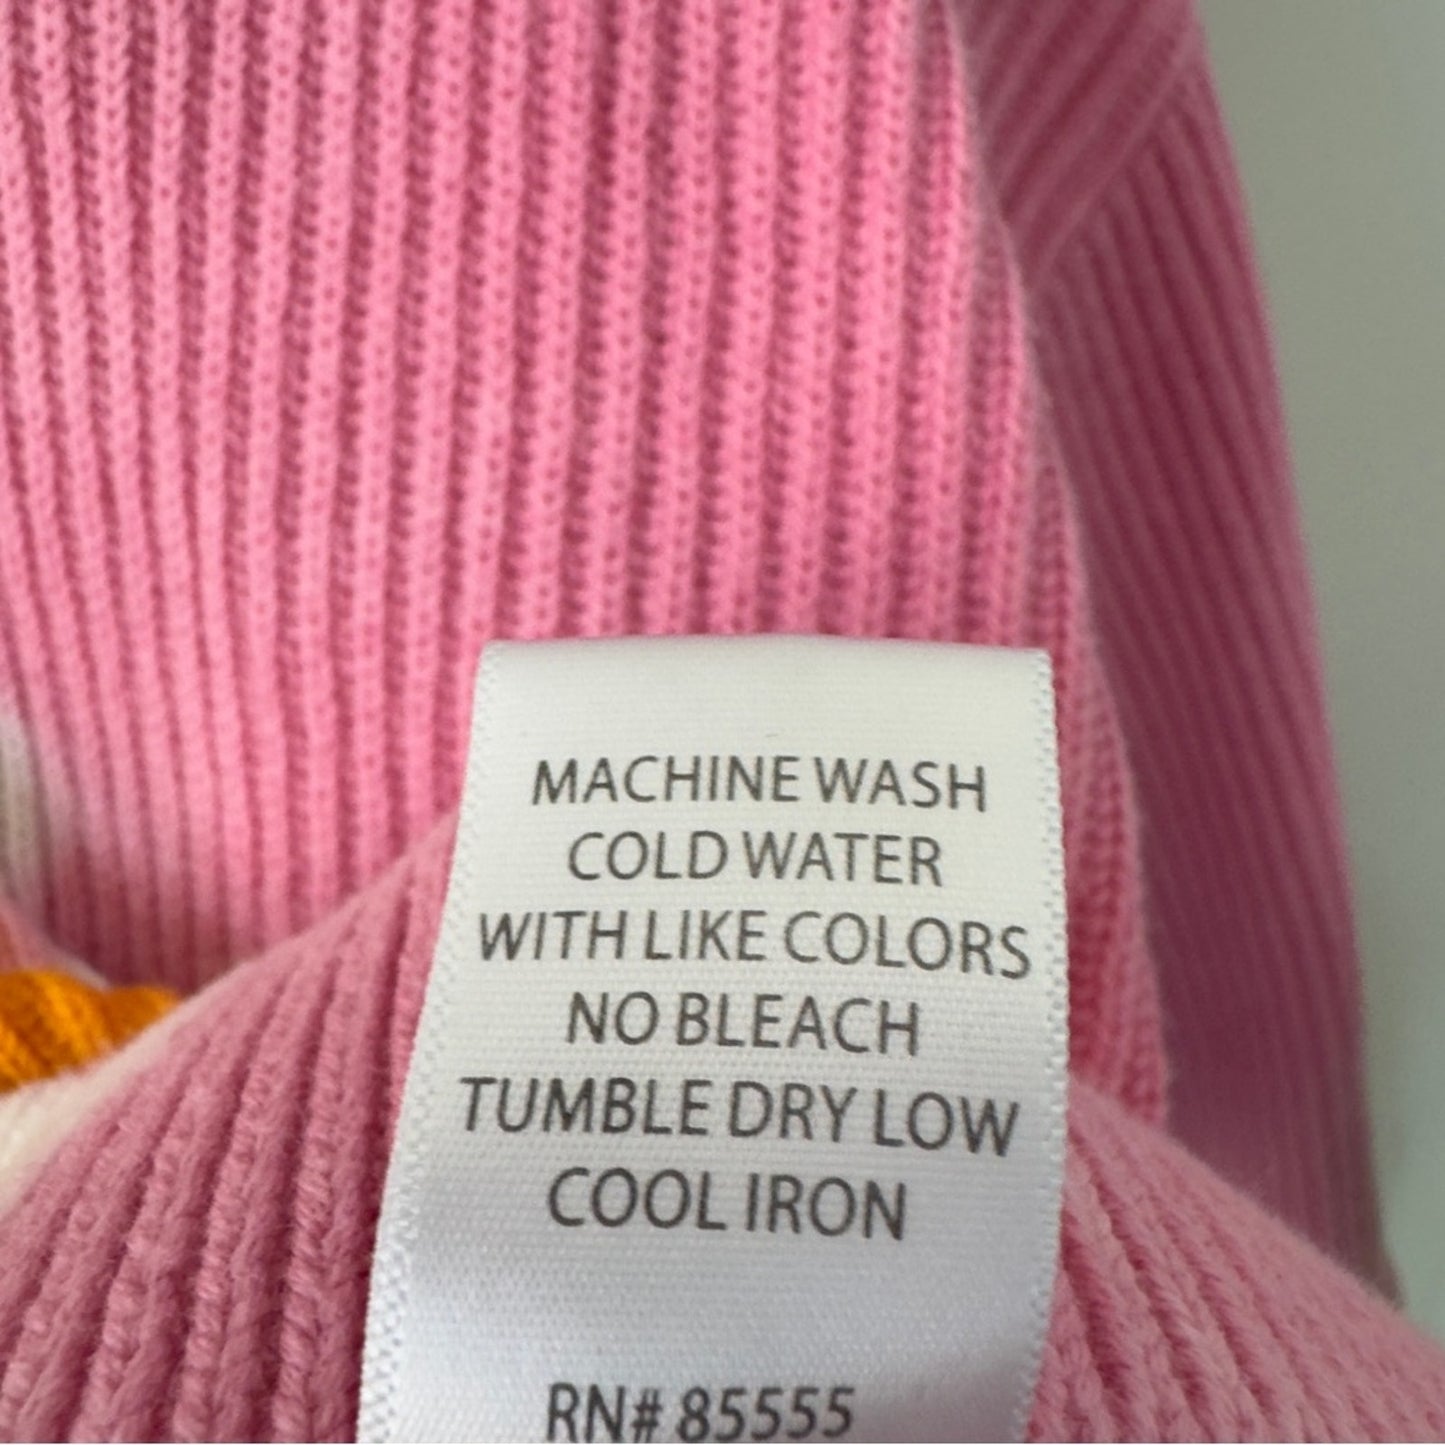 MACHINE WASH
COLD WATER
WITH LIKE COLORS
NO BLEACH
TUMBLE DRY LOW
COOL IRON
RN# 85555